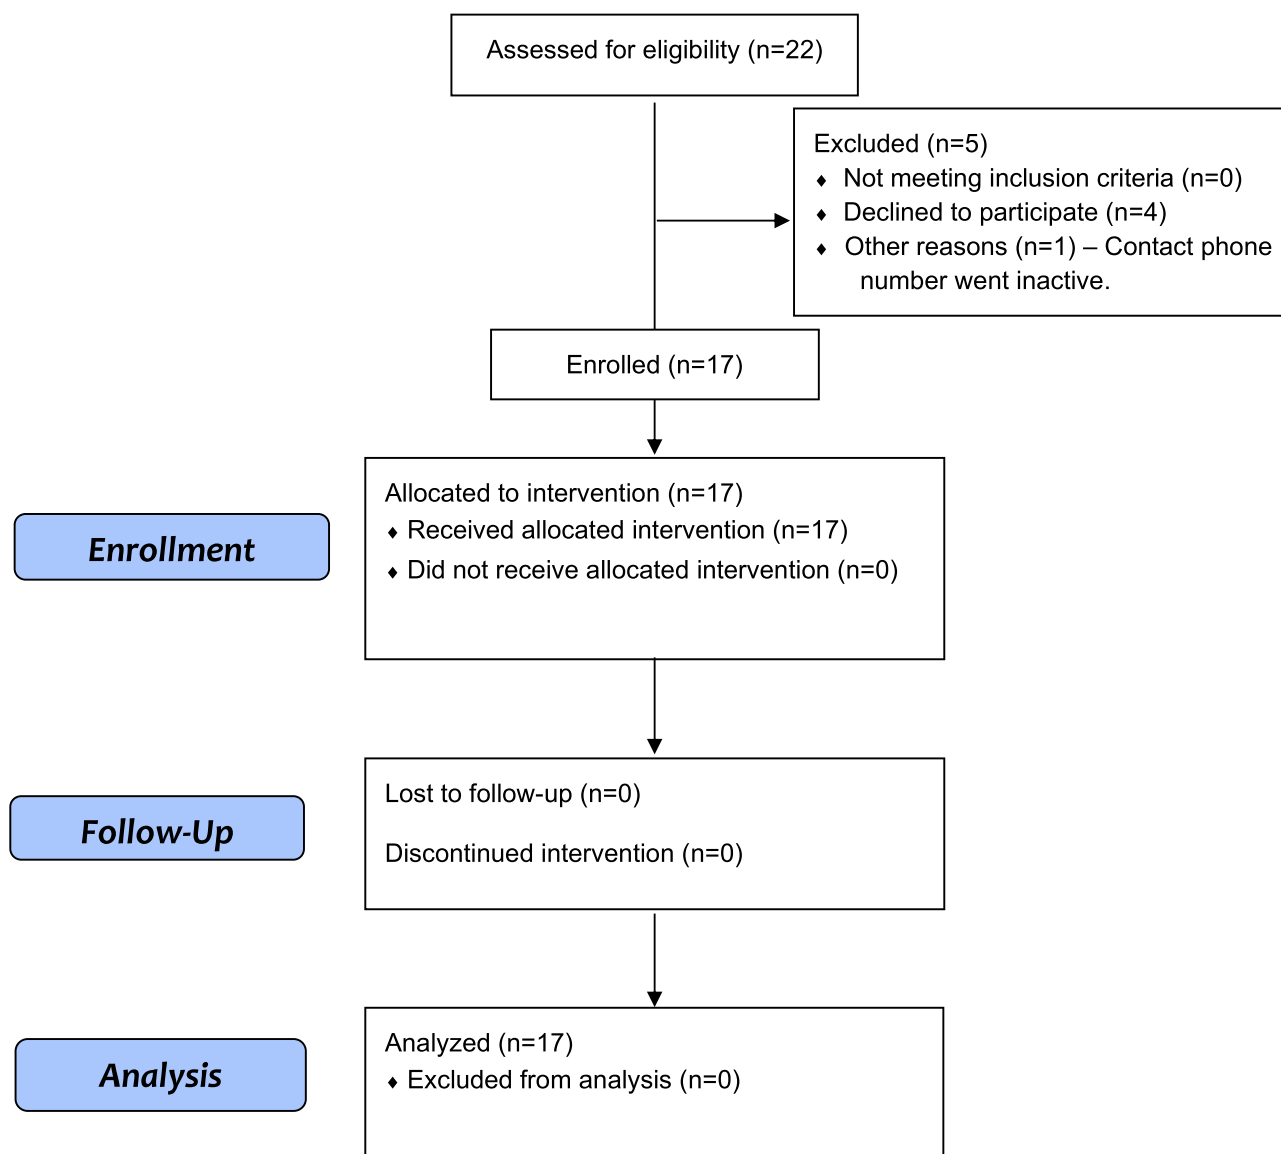 Assessed for eligibility (n=22)
Excluded (n=5)
♦ Not meeting inclusion criteria (n=0)
♦ Declined to participate (n=4)
♦ Other reasons (n=1) – Contact phone
number went inactive.
Enrolled (n=17)
Enrollment
Allocated to intervention (n=17)
♦ Received allocated intervention (n=17)
♦ Did not receive allocated intervention (n=0)
Follow-Up
Lost to follow-up (n=0)
Discontinued intervention (n=0)
Analysis
Analyzed (n=17)
♦ Excluded from analysis (n=0)